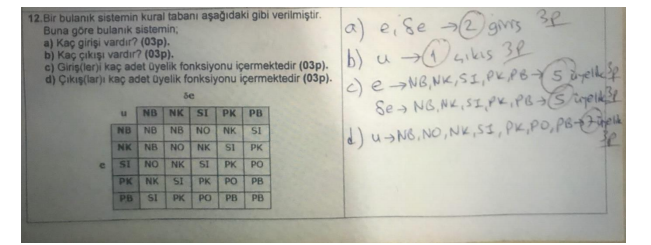 12.Bir bulanık sistemin kural tabanı aşağıdaki gibi verilmiştir.
Buna göre bulanık sistemin;
a) Kaç girişi vardır? (03p).
b) Kaç çıkışı vardır? (03p).
c) Giriş(ler)i kaç adet üyelik fonksiyonu içermektedir (03p).
d) Çıkış(lar)ı kaç adet üyelik fonksiyonu içermektedir (03p).
δe
u NB NK SI PK PB
NB NB NB NO NK SI
NK NB NO NK SI PK
e SI NO NK SI PK PO
PK NK SI PK PO PB
PB SI PK PO PB PB
a) e, δe → 2 giriş 3p
b) u → 1 çıkış 3p
c) e → NB, NK, SI, PK, PB → 5 üyelik 3p
δe → NB, NK, SI, PK, PB → 5 üyelik 3p
d) u → NB, NO, NK, SI, PK, PO, PB → 7 üyelik
3p